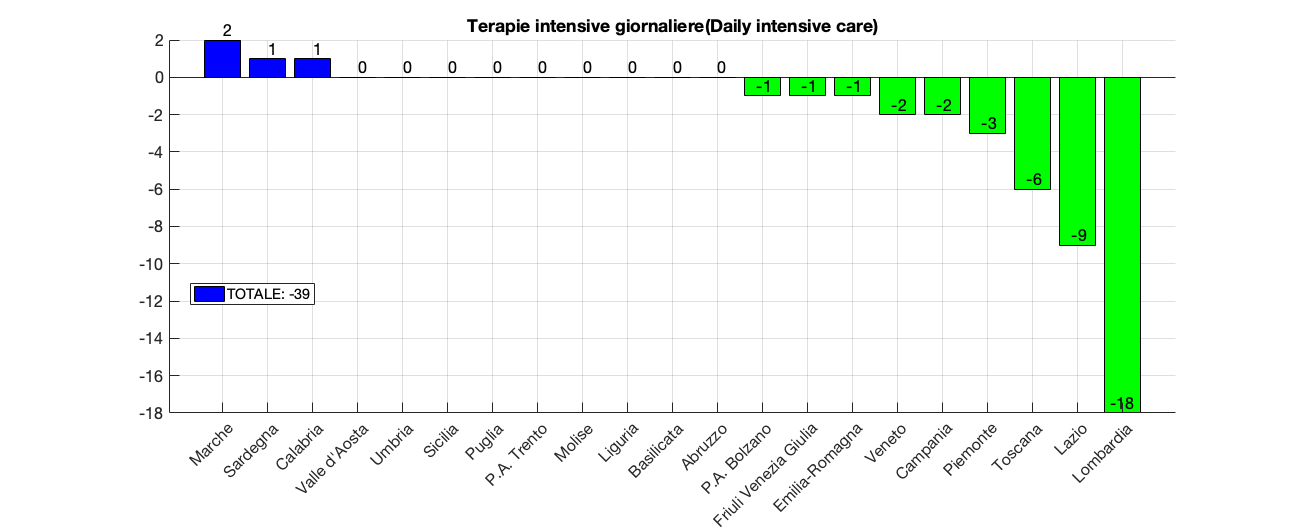 Terapie intensive giornaliere(Daily intensive care)
2
0
-2
-4
-6
-8
-10
-12
-14
-16
-18
2
1
1
0
0
0
0
0
0
0
0
0
-1
-1
-1
-2
-2
-3
-6
-9
-18
TOTALE: -39
Marche
Sardegna
Calabria
Valle d'Aosta
Umbria
Sicilia
Puglia
P.A. Trento
Molise
Liguria
Basilicata
Abruzzo
P.A. Bolzano
Friuli Venezia Giulia
Emilia-Romagna
Veneto
Campania
Piemonte
Toscana
Lazio
Lombardia